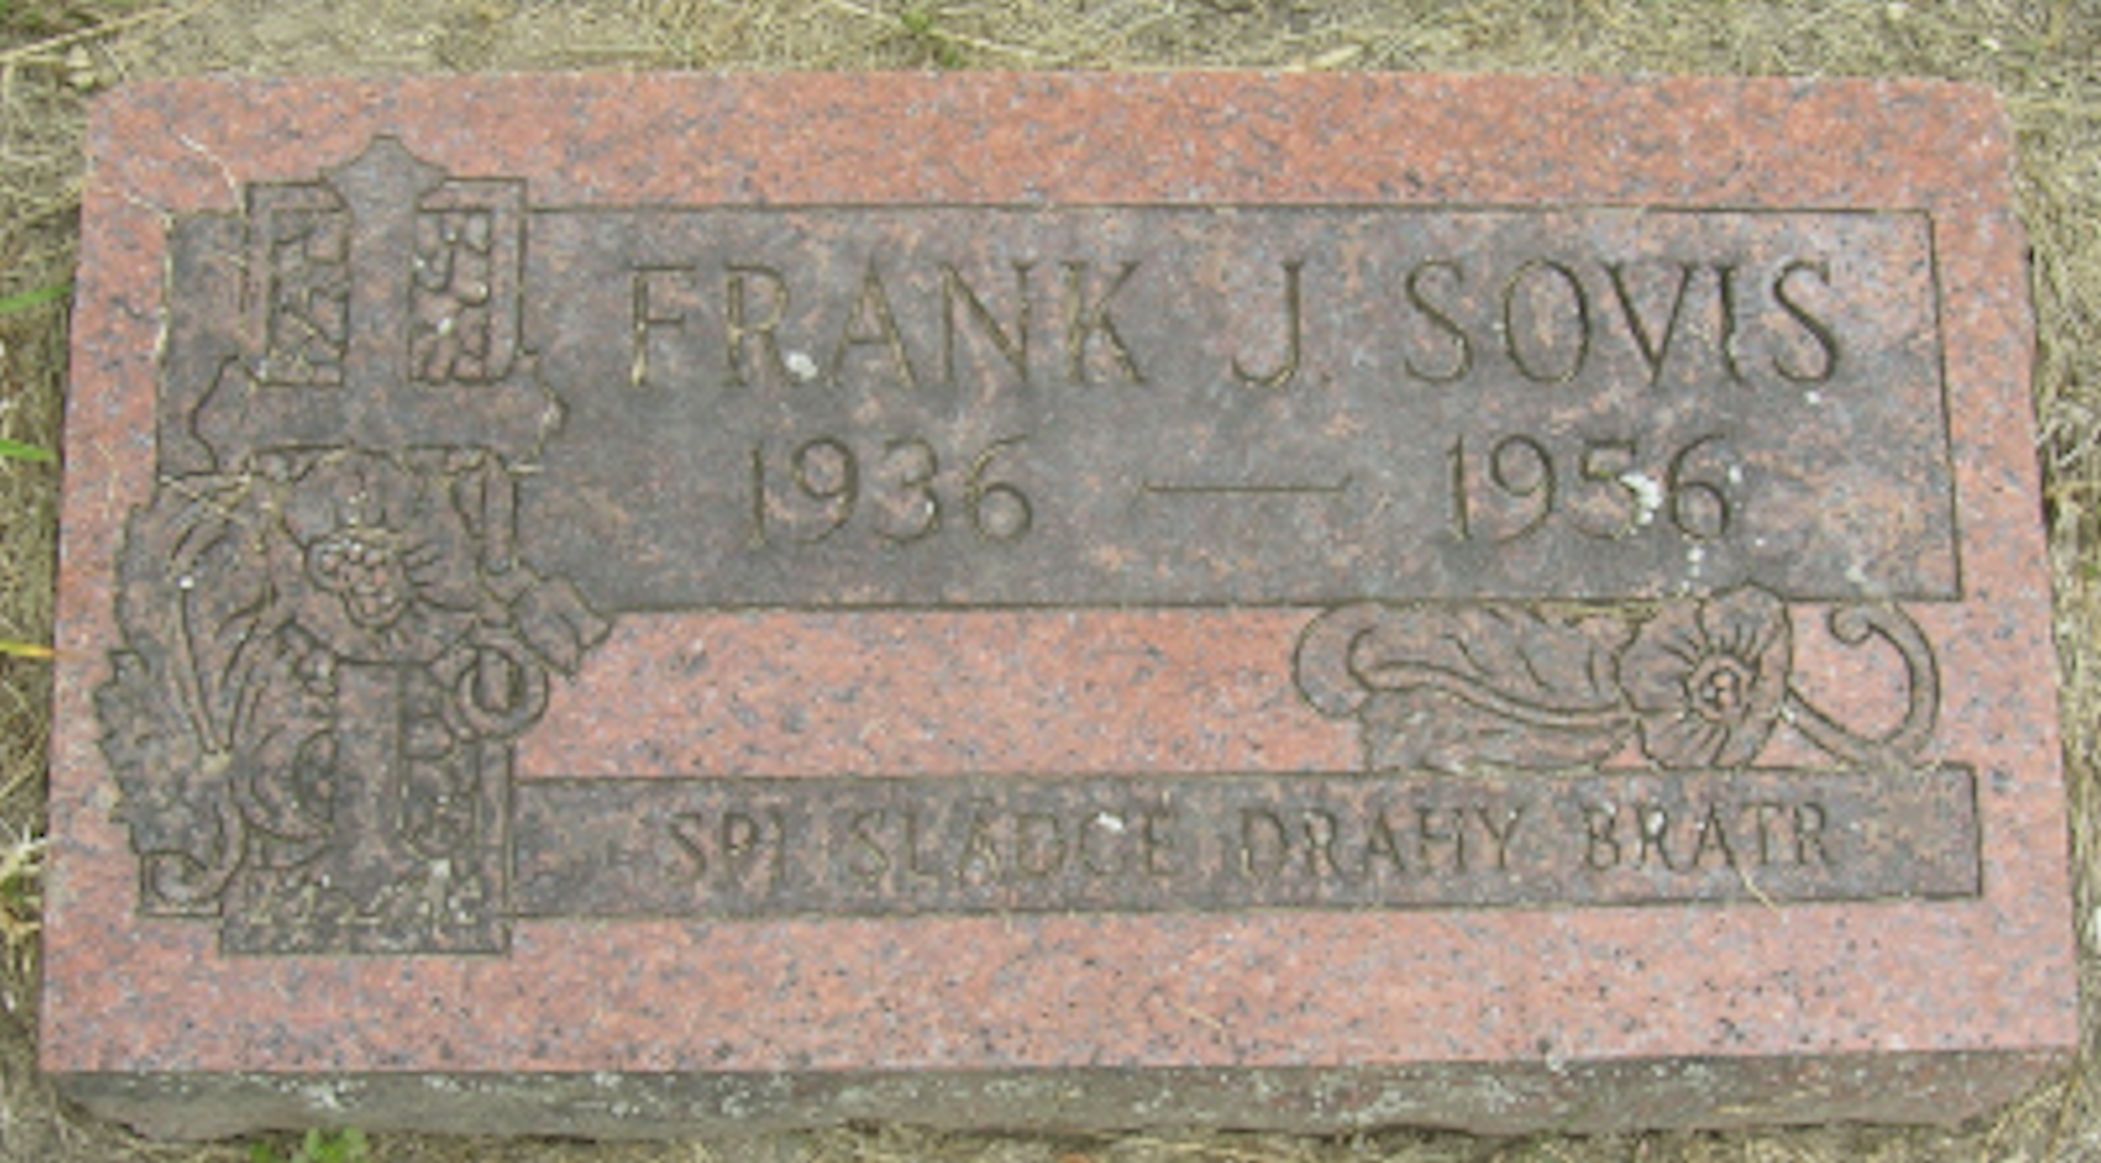 FRANK J. SOVIS
1936 — 1956
SPI SLADCE DRAHY BRATR